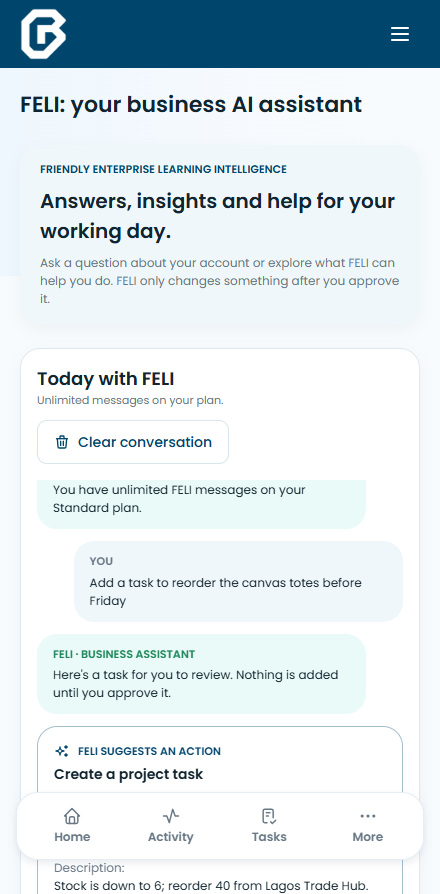 FELI: your business AI assistant
FRIENDLY ENTERPRISE LEARNING INTELLIGENCE
Answers, insights and help for your
working day.
Ask a question about your account or explore what FELI can
help you do. FELI only changes something after you approve
it.
Today with FELI
Unlimited messages on your plan.
Clear conversation
You have unlimited FELI messages on your
Standard plan.
YOU
Add a task to reorder the canvas totes before
Friday
FELI · BUSINESS ASSISTANT
Here's a task for you to review. Nothing is added
until you approve it.
FELI SUGGESTS AN ACTION
Create a project task
Home Activity Tasks More
Description:
Stock is down to 6; reorder 40 from Lagos Trade Hub.